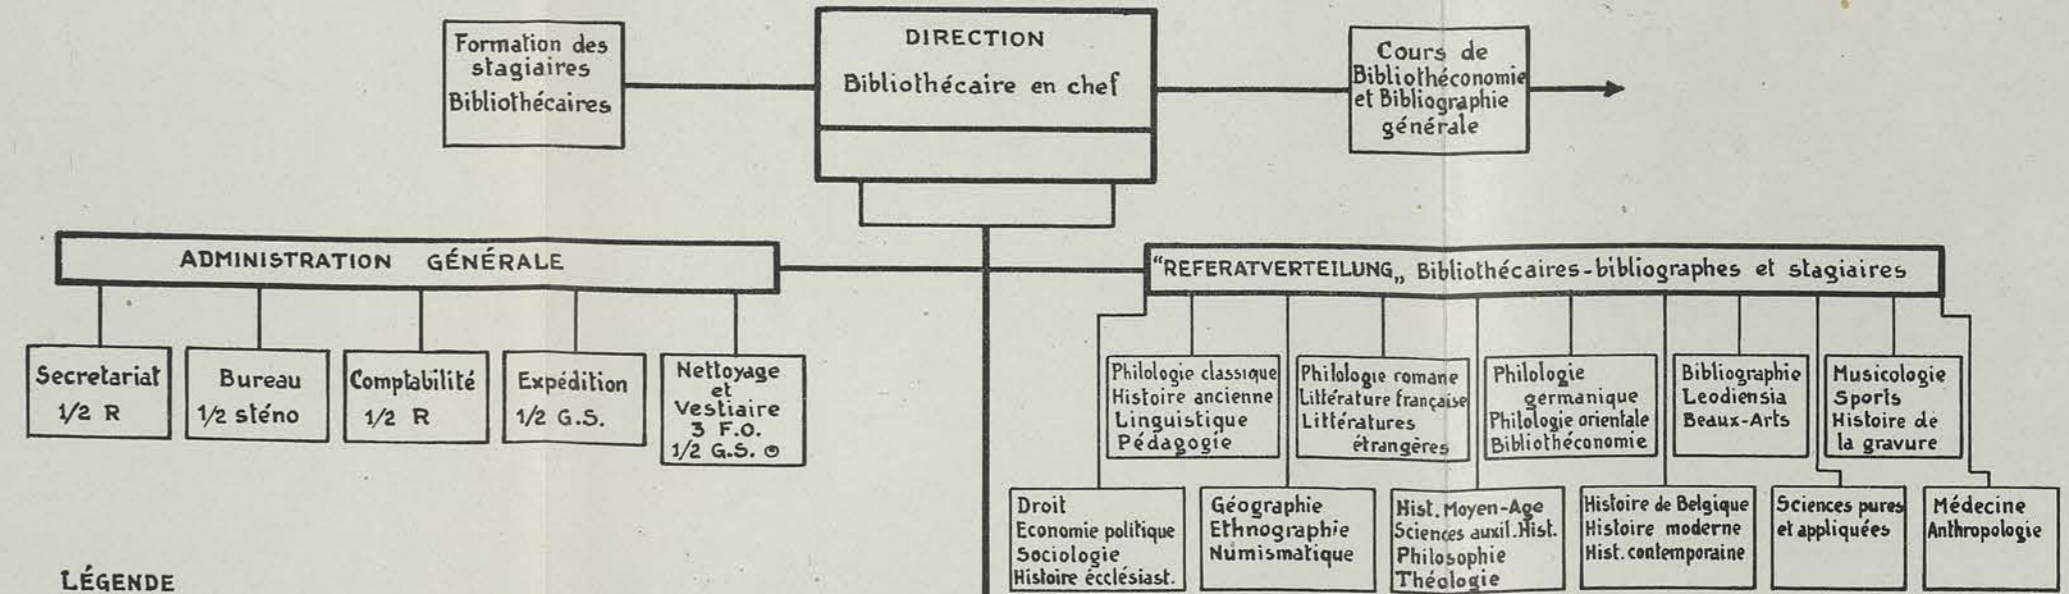 Formation des
stagiaires
Bibliothécaires
DIRECTION
Bibliothécaire en chef
Cours de
Bibliothéconomie
et Bibliographie
générale
ADMINISTRATION GÉNÉRALE
"REFERATVERTEILUNG„ Bibliothécaires-bibliographes et stagiaires
Secretariat
1/2 R
Bureau
1/2 sténo
Comptabilité
1/2 R
Expédition
1/2 G.S.
Nettoyage
et
Vestiaire
3 F.O.
1/2 G.S. ⊙
Philologie classique
Histoire ancienne
Linguistique
Pédagogie
Philologie romane
Littérature française
Littératures
étrangères
Philologie
germanique
Philologie orientale
Bibliothéconomie
Bibliographie
Leodiensia
Beaux-Arts
Musicologie
Sports
Histoire de
la gravure
Droit
Economie politique
Sociologie
Histoire écclésiast.
Géographie
Ethnographie
Numismatique
Hist. Moyen-Age
Sciences auxil. Hist.
Philosophie
Théologie
Histoire de Belgique
Histoire moderne
Hist. contemporaine
Sciences pures
et appliquées
Médecine
Anthropologie
LÉGENDE